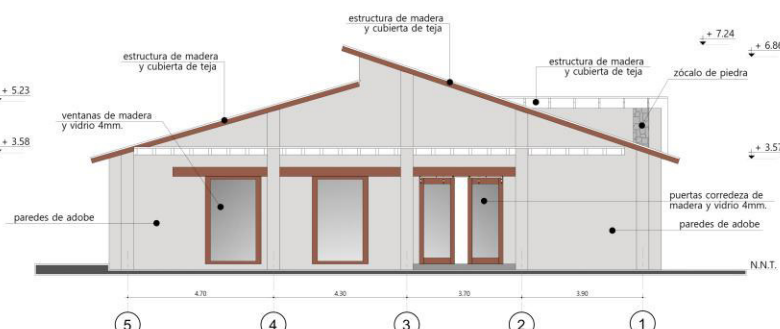 estructura de madera
y cubierta de teja
+ 7.24
+ 6.86
estructura de madera
y cubierta de teja
estructura de madera
y cubierta de teja
zócalo de piedra
+ 5.23
ventanas de madera
y vidrio 4mm.
+ 3.58
+ 3.57
puertas corredeza de
madera y vidrio 4mm.
paredes de adobe
paredes de adobe
N.N.T.
4.70
4.30
3.70
3.90
5
4
3
2
1